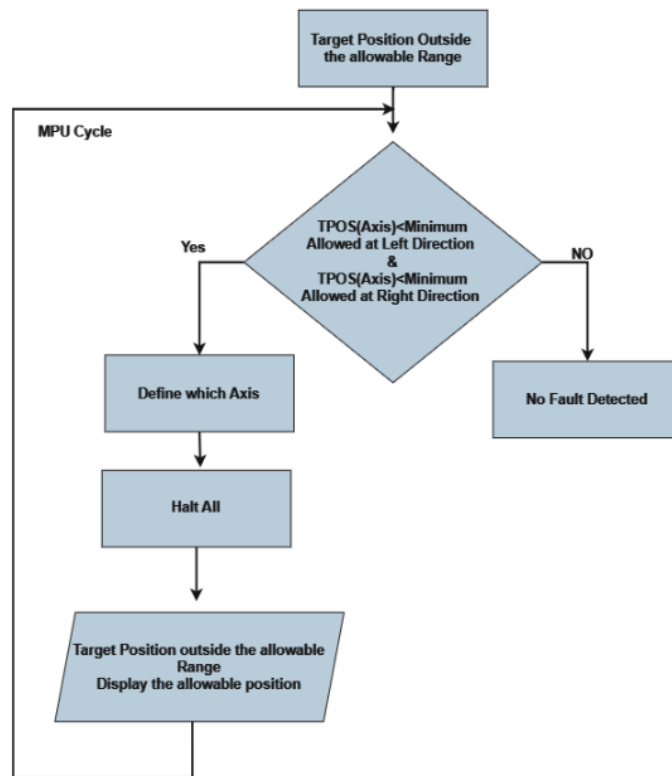 Target Position Outside
the allowable Range
MPU Cycle
TPOS(Axis)<Minimum
Allowed at Left Direction
&
TPOS(Axis)<Minimum
Allowed at Right Direction
Yes
NO
Define which Axis
No Fault Detected
Halt All
Target Position outside the allowable
Range
Display the allowable position